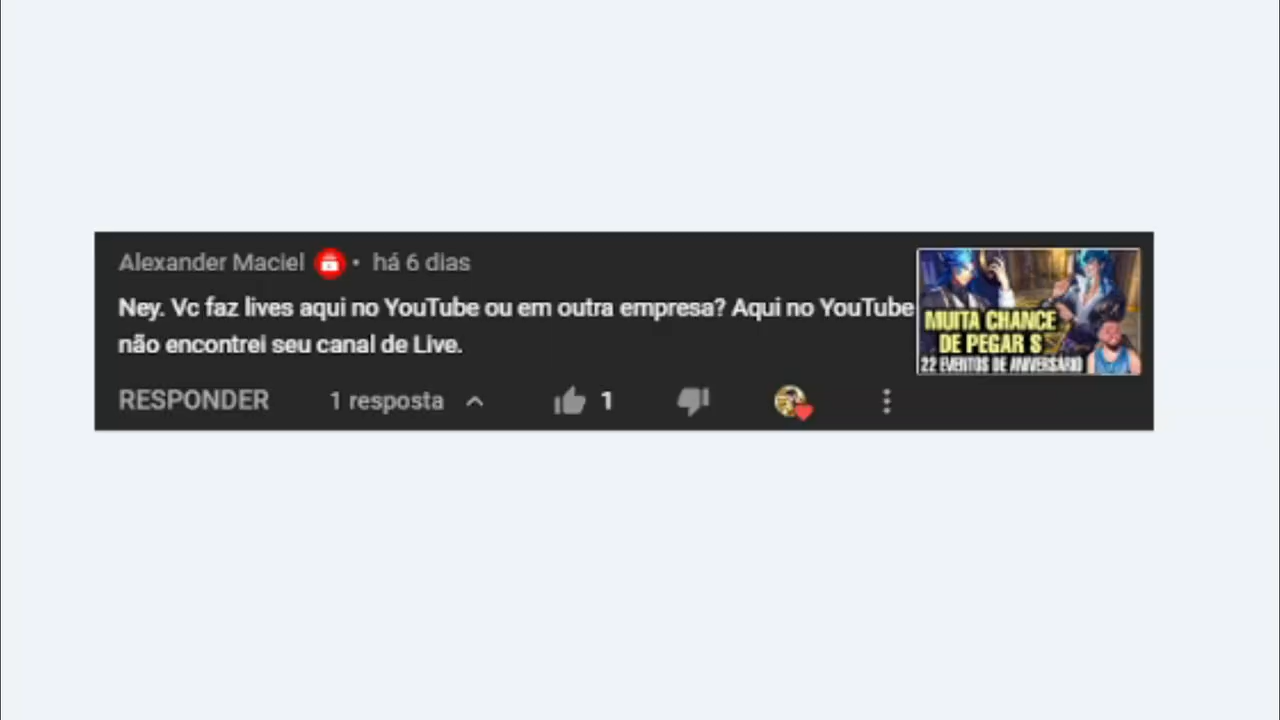 Alexander Maciel • há 6 dias
Ney. Vc faz lives aqui no YouTube ou em outra empresa? Aqui no YouTube
não encontrei seu canal de Live.
RESPONDER 1 resposta 1
MUITA CHANCE
DE PEGAR S
22 EVENTOS DE ANIVERSARIO